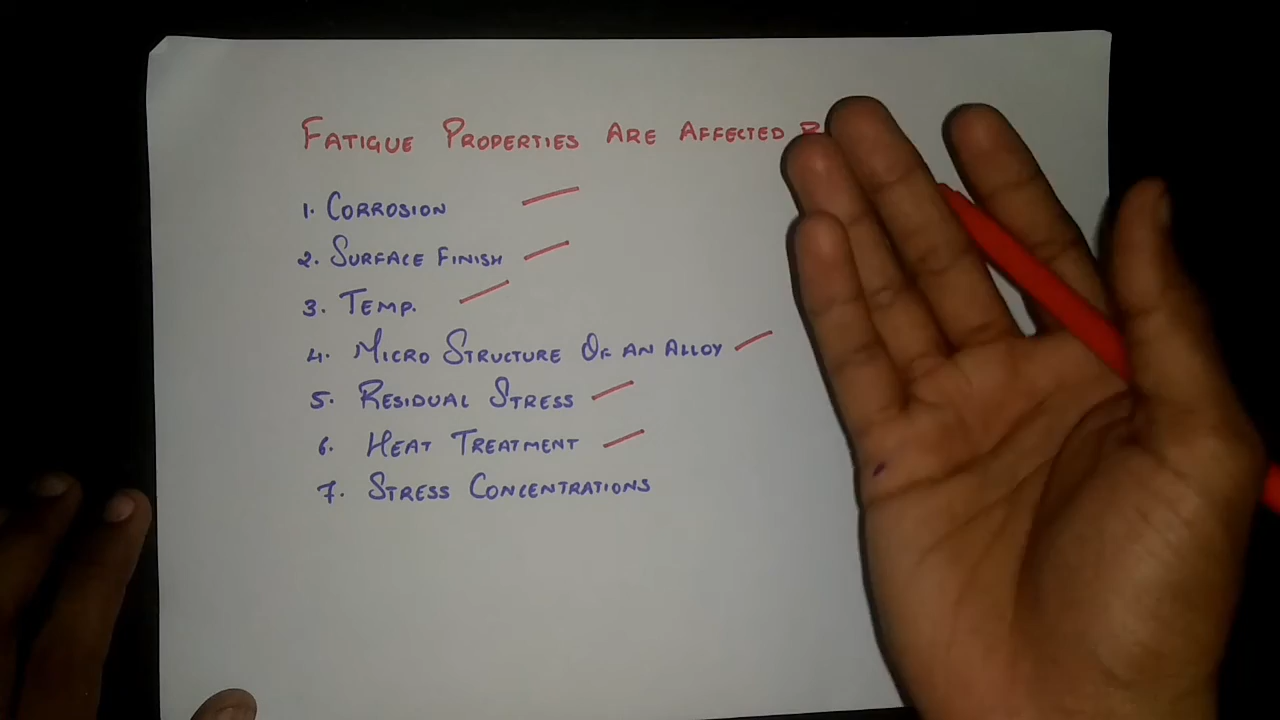 FATIGUE PROPERTIES ARE AFFECTED
1. CORROSION
2. SURFACE FINISH
3. TEMP.
4. MICRO STRUCTURE OF AN ALLOY
5. RESIDUAL STRESS
6. HEAT TREATMENT
7. STRESS CONCENTRATIONS